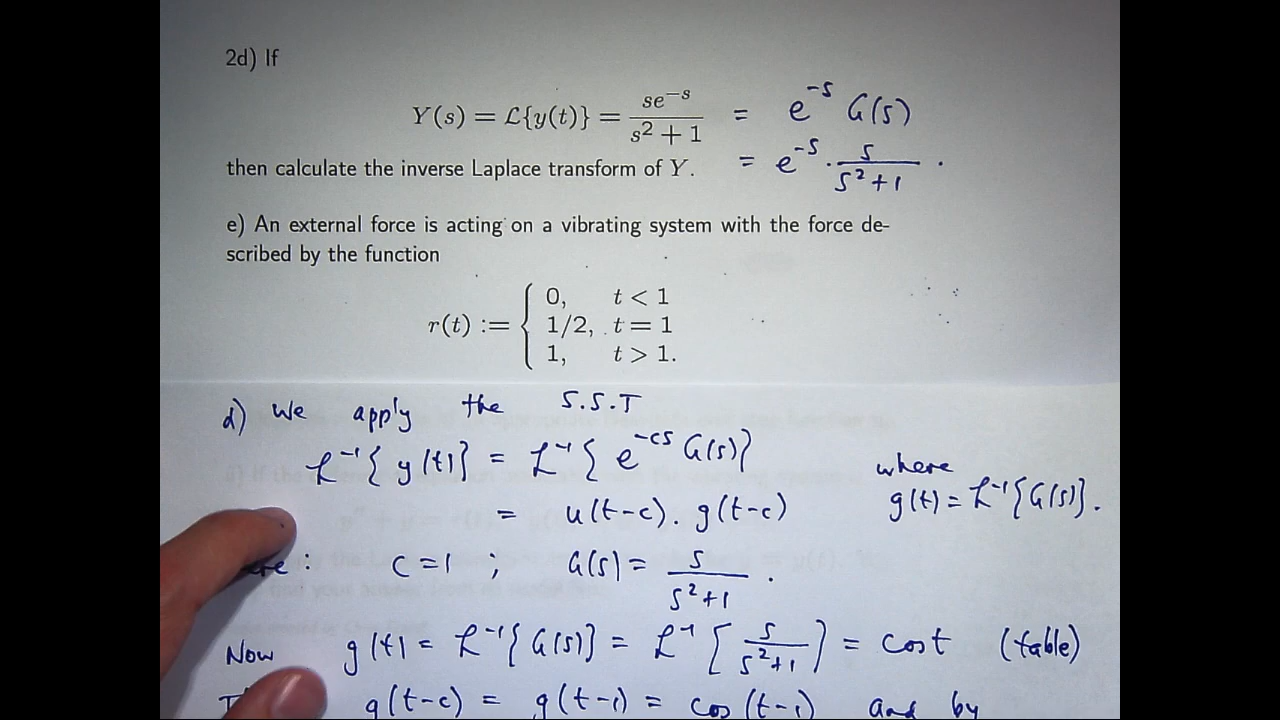 2d) If
Y(s) = ℒ{y(t)} = se^{-s}/(s^2 + 1) = e^{-s} G(s)
then calculate the inverse Laplace transform of Y. = e^{-s} · s/(s^2+1) .
e) An external force is acting on a vibrating system with the force de-
scribed by the function
r(t) := { 0, t < 1
1/2, t = 1
1, t > 1.
d) We apply the S.S.T
ℒ^{-1}{y(t)} = ℒ^{-1}{e^{-cs} G(s)} where
= u(t-c). g(t-c) g(t) = ℒ^{-1}{G(s)}.
c=1 ; G(s) = s/(s^2+1) .
Now g(t) = ℒ^{-1}{G(s)} = ℒ^{-1}{s/(s^2+1)} = cost (table)
g(t-c) = g(t-1) = cos(t-1) and by